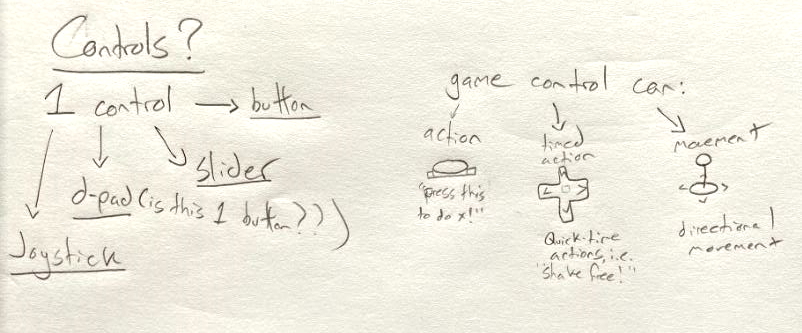 Controls?
1 control → button
slider
d-pad (is this 1 button?))
Joystick
game control can:
action
"press this
to do x!"
timed
action
Quick-time
actions, i.e.
"shake free!"
movement
directional
movement